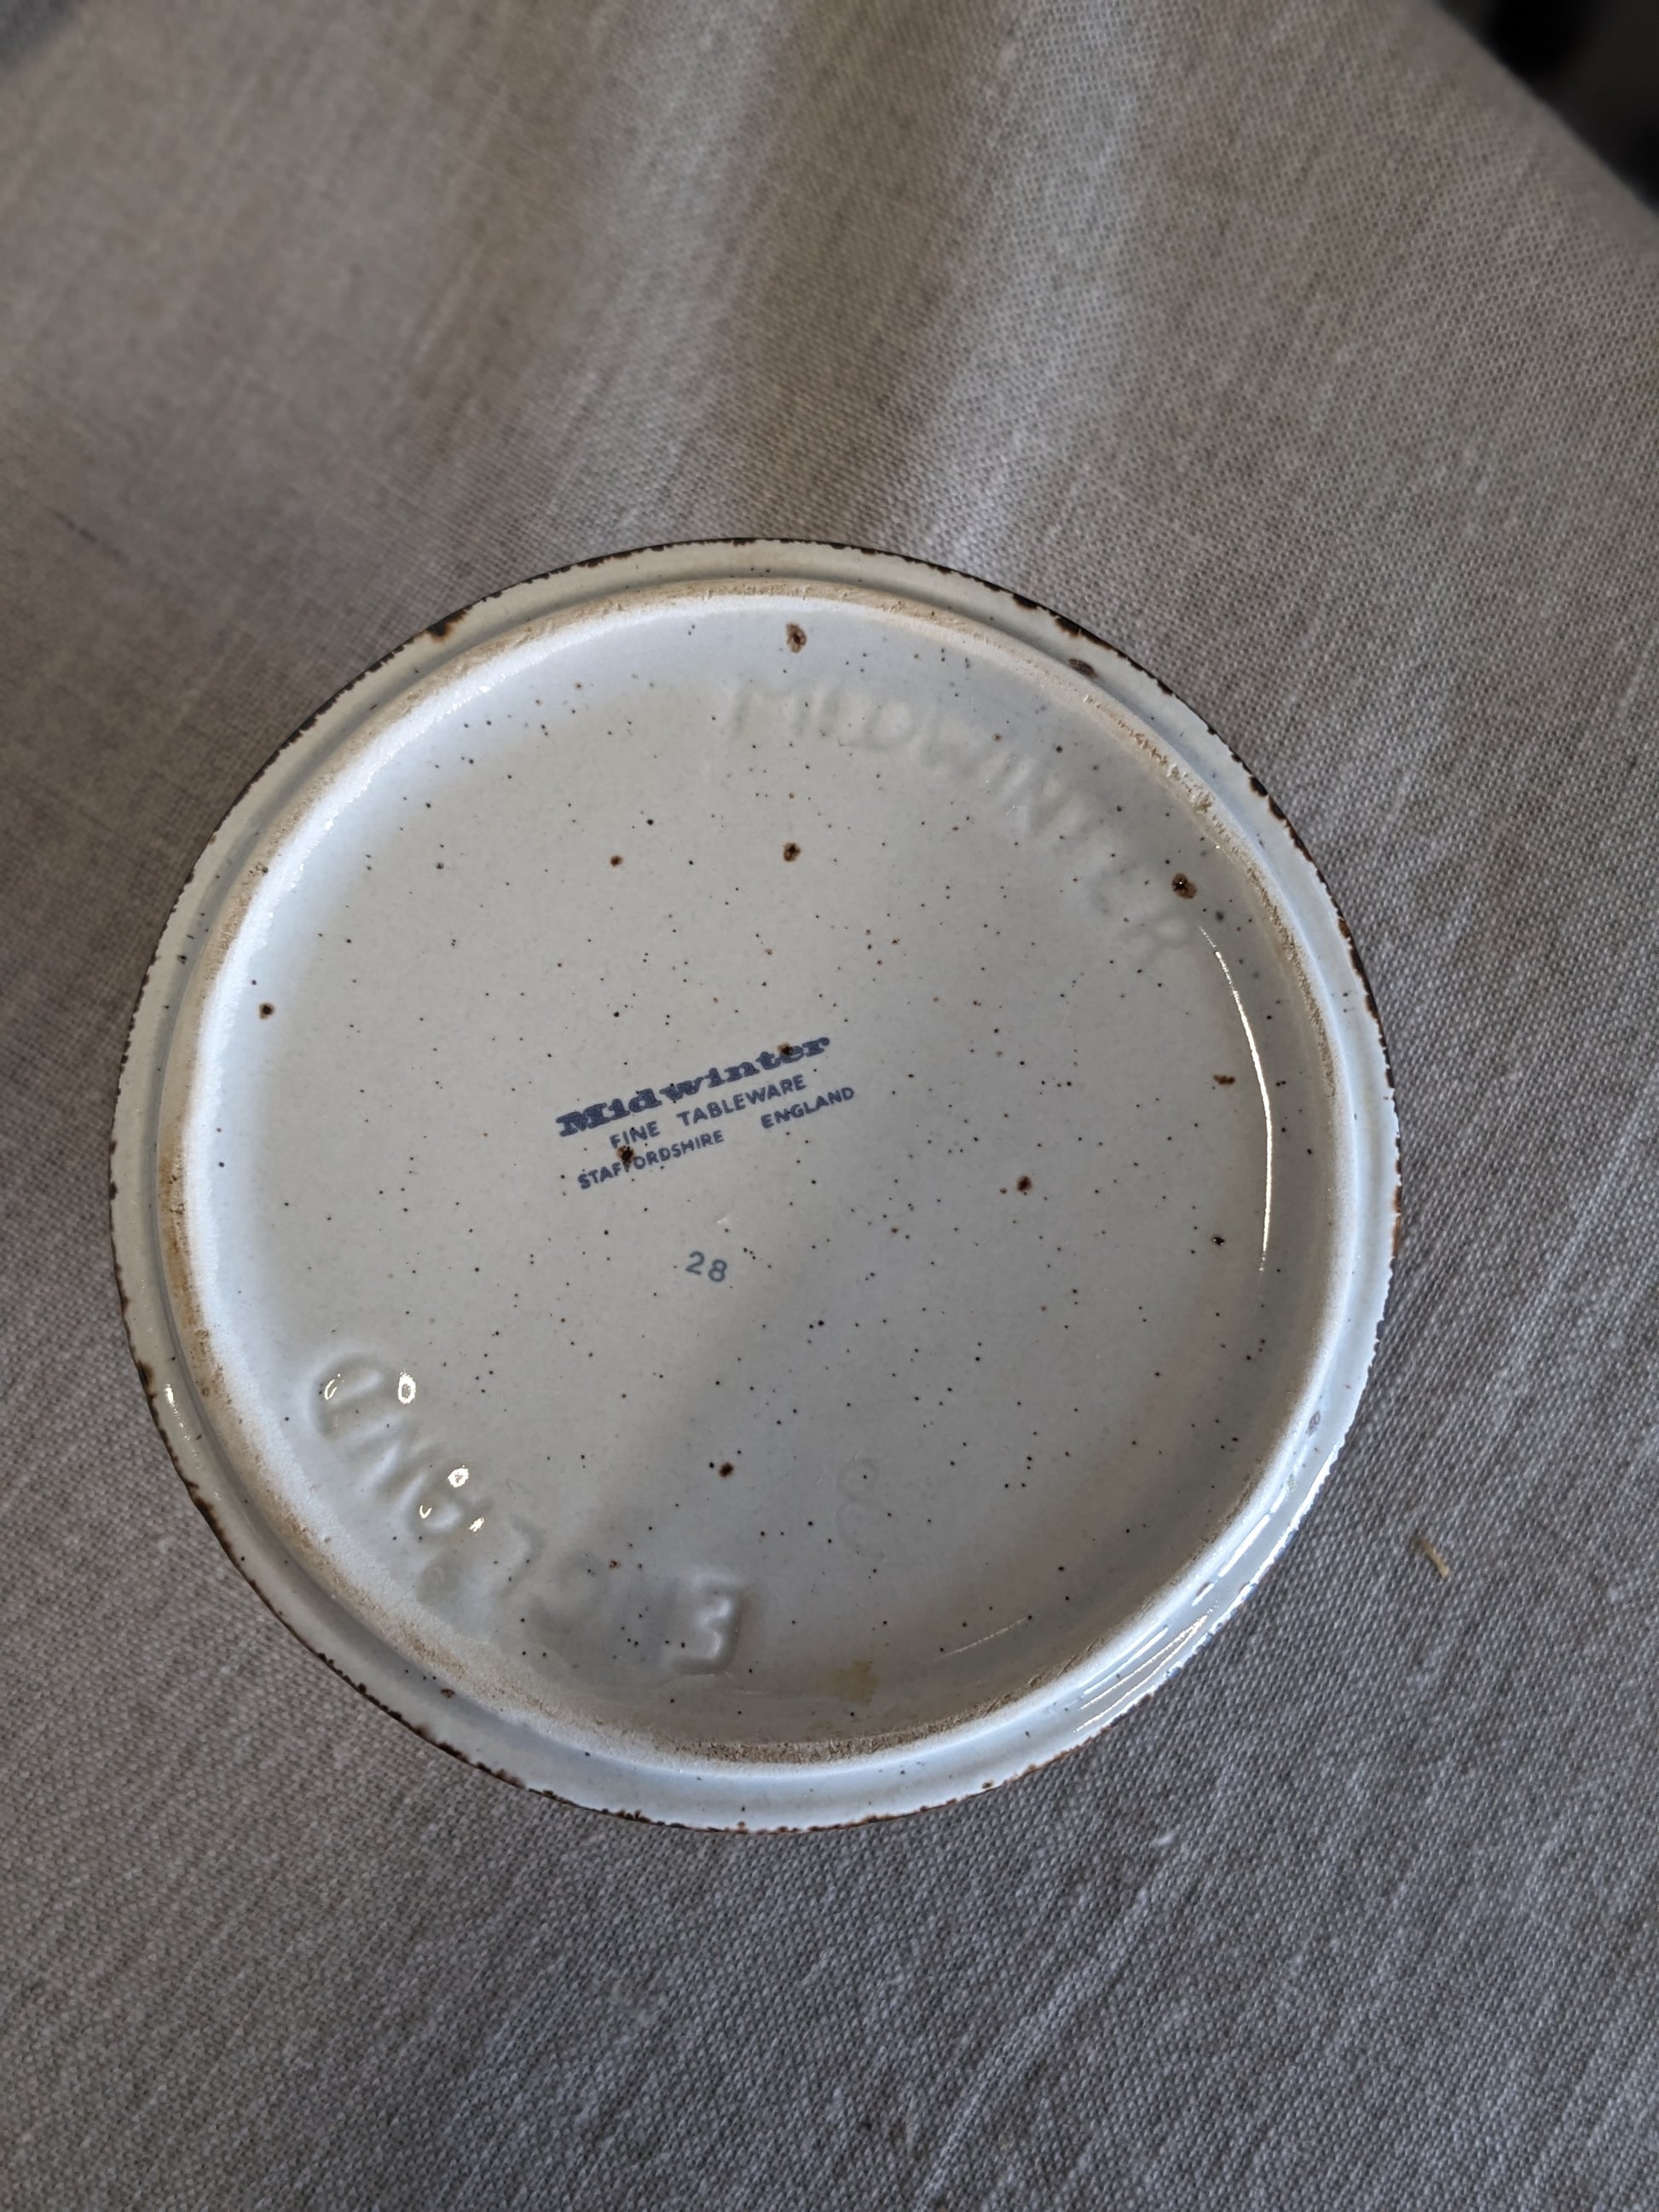 MIDWINTER
Midwinter
FINE TABLEWARE
STAFFORDSHIRE ENGLAND
28
ENGLAND